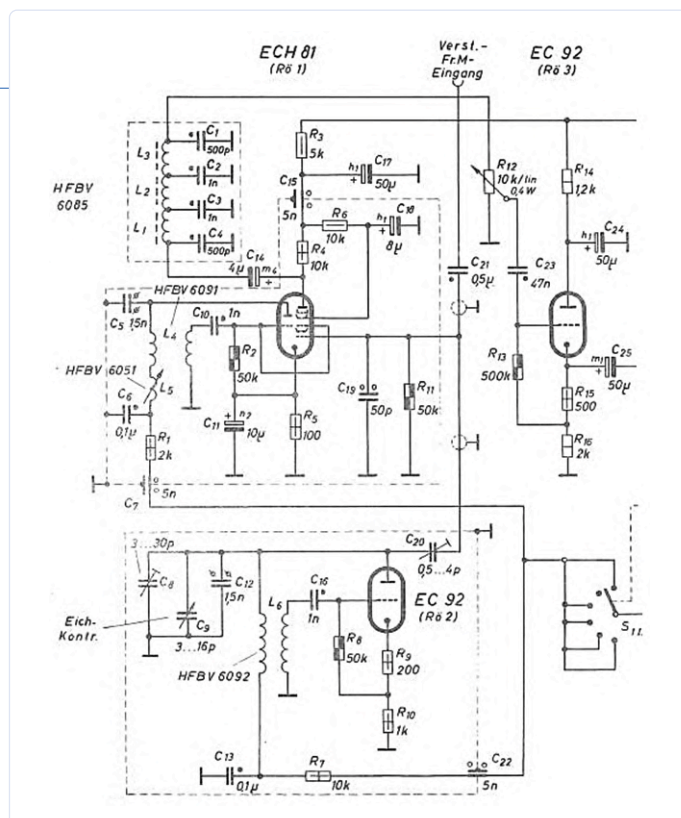 ECH 81
(Rö 1)
Verst.-
Fr.M-
Eingang
EC 92
(Rö 3)
HFBV
6085
L3
L2
L1
C1
500p
C2
1n
C3
1n
C4
500p
R3
5k
C15
5n
h1
+
C17
50µ
R6
10k
h1
+
C18
8µ
R4
10k
C14
4µ
m4
+
R12
10k/lin
0,4W
R14
1,2k
h1
+
C24
50µ
C21
0,5µ
C23
47n
HFBV 6091
C5
1,5n
L4
C10
1n
R2
50k
HFBV
6051
L5
C6
0,1µ
R1
2k
C11
+
n2
10µ
R5
100
C19
50p
R11
50k
R13
500k
m1
+
C25
50µ
R15
500
R16
2k
C7
5n
3...30p
C8
C12
1,5n
C9
3...16p
Eich-
Kontr.
HFBV 6092
L6
C16
1n
C20
0,5...4p
EC 92
(Rö 2)
R8
50k
R9
200
R10
1k
S1 I.
C13
0,1µ
R7
10k
C22
5n